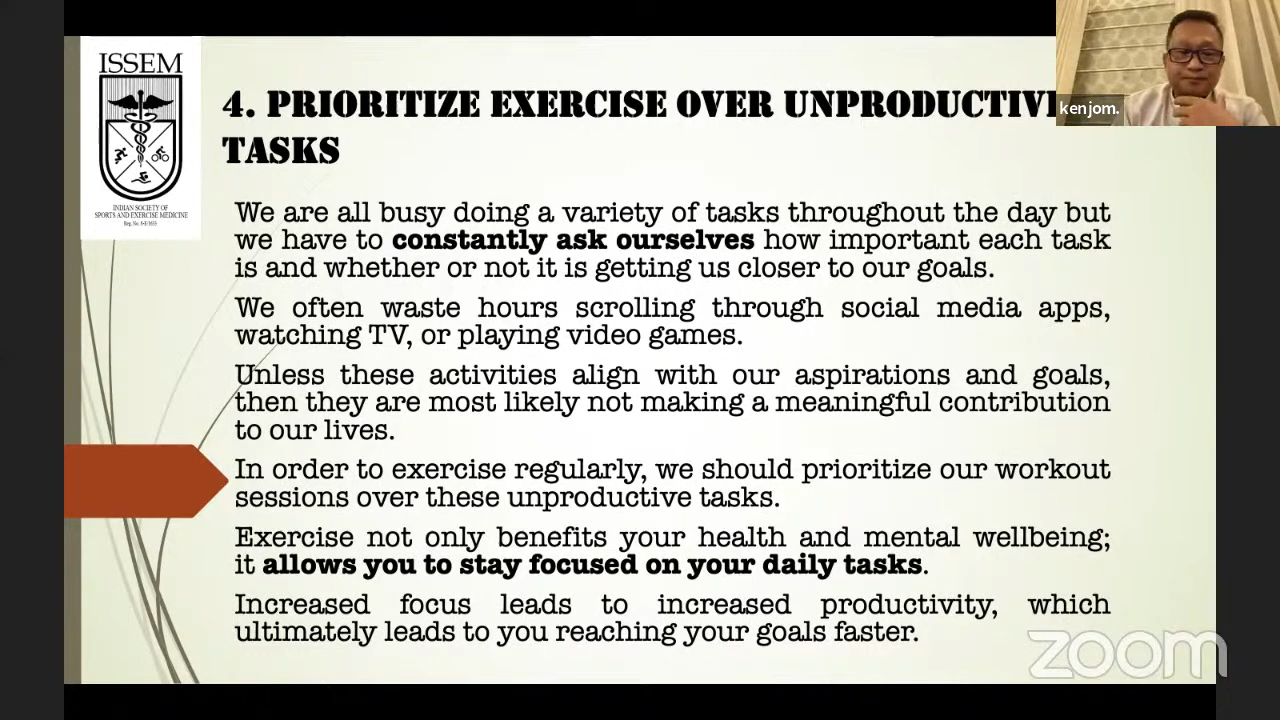 ISSEM
INDIAN SOCIETY OF
SPORTS AND EXERCISE MEDICINE
4. PRIORITIZE EXERCISE OVER UNPRODUCTIVE
TASKS
kenjom.
We are all busy doing a variety of tasks throughout the day but
we have to constantly ask ourselves how important each task
is and whether or not it is getting us closer to our goals.
We often waste hours scrolling through social media apps,
watching TV, or playing video games.
Unless these activities align with our aspirations and goals,
then they are most likely not making a meaningful contribution
to our lives.
In order to exercise regularly, we should prioritize our workout
sessions over these unproductive tasks.
Exercise not only benefits your health and mental wellbeing;
it allows you to stay focused on your daily tasks.
Increased focus leads to increased productivity, which
ultimately leads to you reaching your goals faster.
zoom